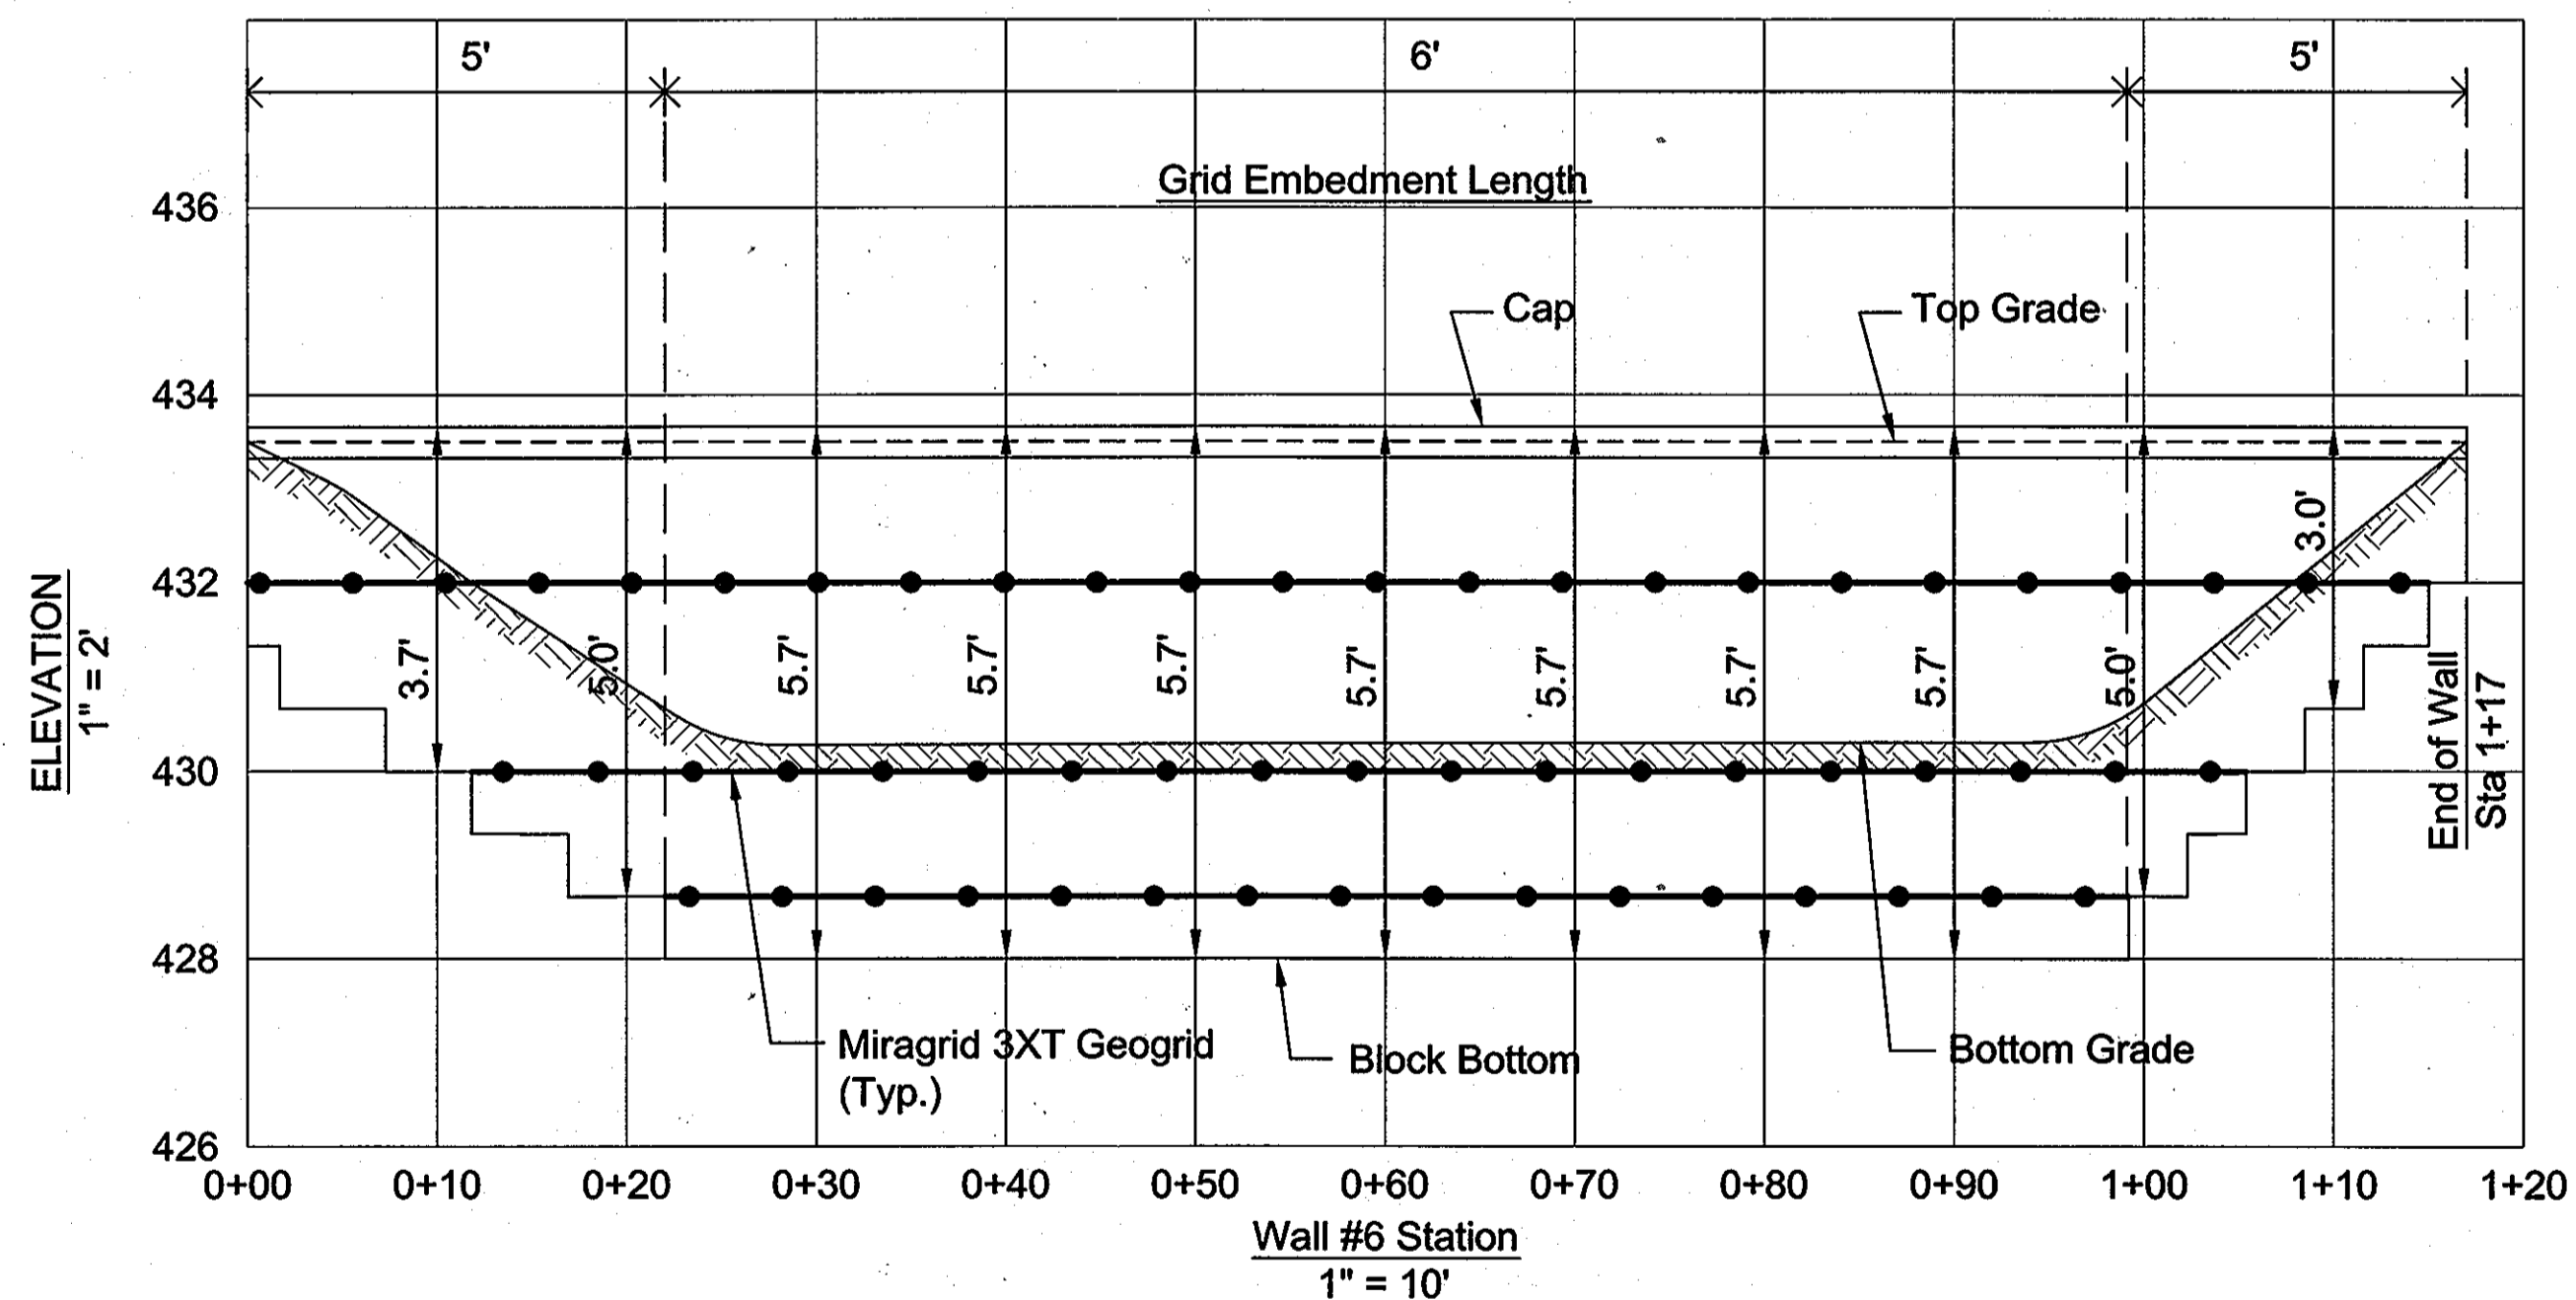 5' 6' 5'
Grid Embedment Length
436
Cap Top Grade
434
3.0'
432
3.7' 5.0' 5.7' 5.7' 5.7' 5.7' 5.7' 5.7' 5.7' 5.0'
ELEVATION
1" = 2'
End of Wall
Sta 1+17
430
428
Miragrid 3XT Geogrid
(Typ.)
Block Bottom
Bottom Grade
426
0+00 0+10 0+20 0+30 0+40 0+50 0+60 0+70 0+80 0+90 1+00 1+10 1+20
Wall #6 Station
1" = 10'